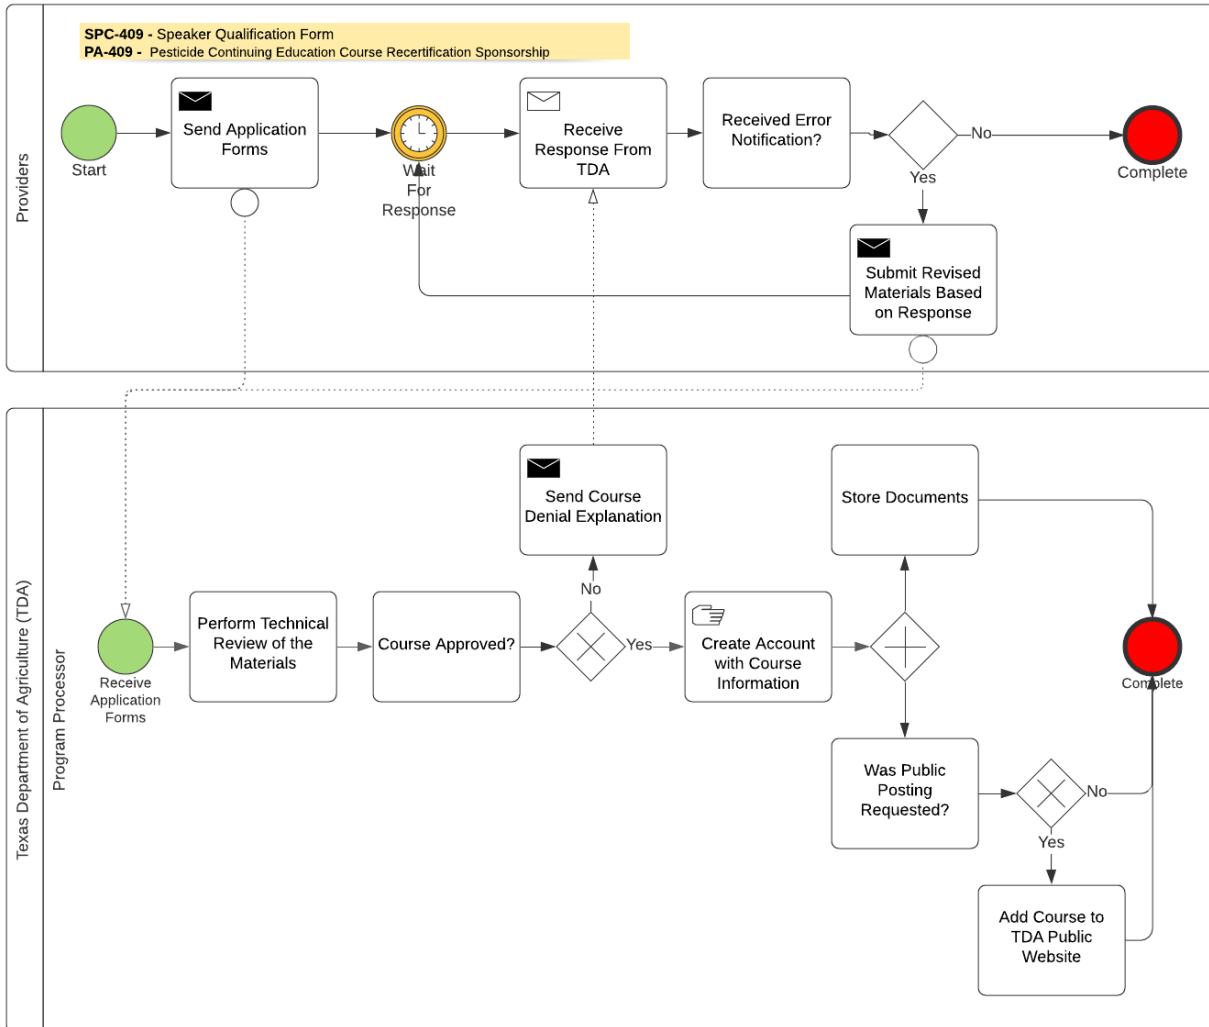 SPC-409 - Speaker Qualification Form
PA-409 - Pesticide Continuing Education Course Recertification Sponsorship
Providers
Start
Send Application
Forms
Wait
For
Response
Receive
Response From
TDA
Received Error
Notification?
No
Complete
Yes
Submit Revised
Materials Based
on Response
Texas Department of Agriculture (TDA)
Program Processor
Receive
Application
Forms
Perform Technical
Review of the
Materials
Course Approved?
No
Send Course
Denial Explanation
Yes
Create Account
with Course
Information
Store Documents
Complete
Was Public
Posting
Requested?
No
Yes
Add Course to
TDA Public
Website